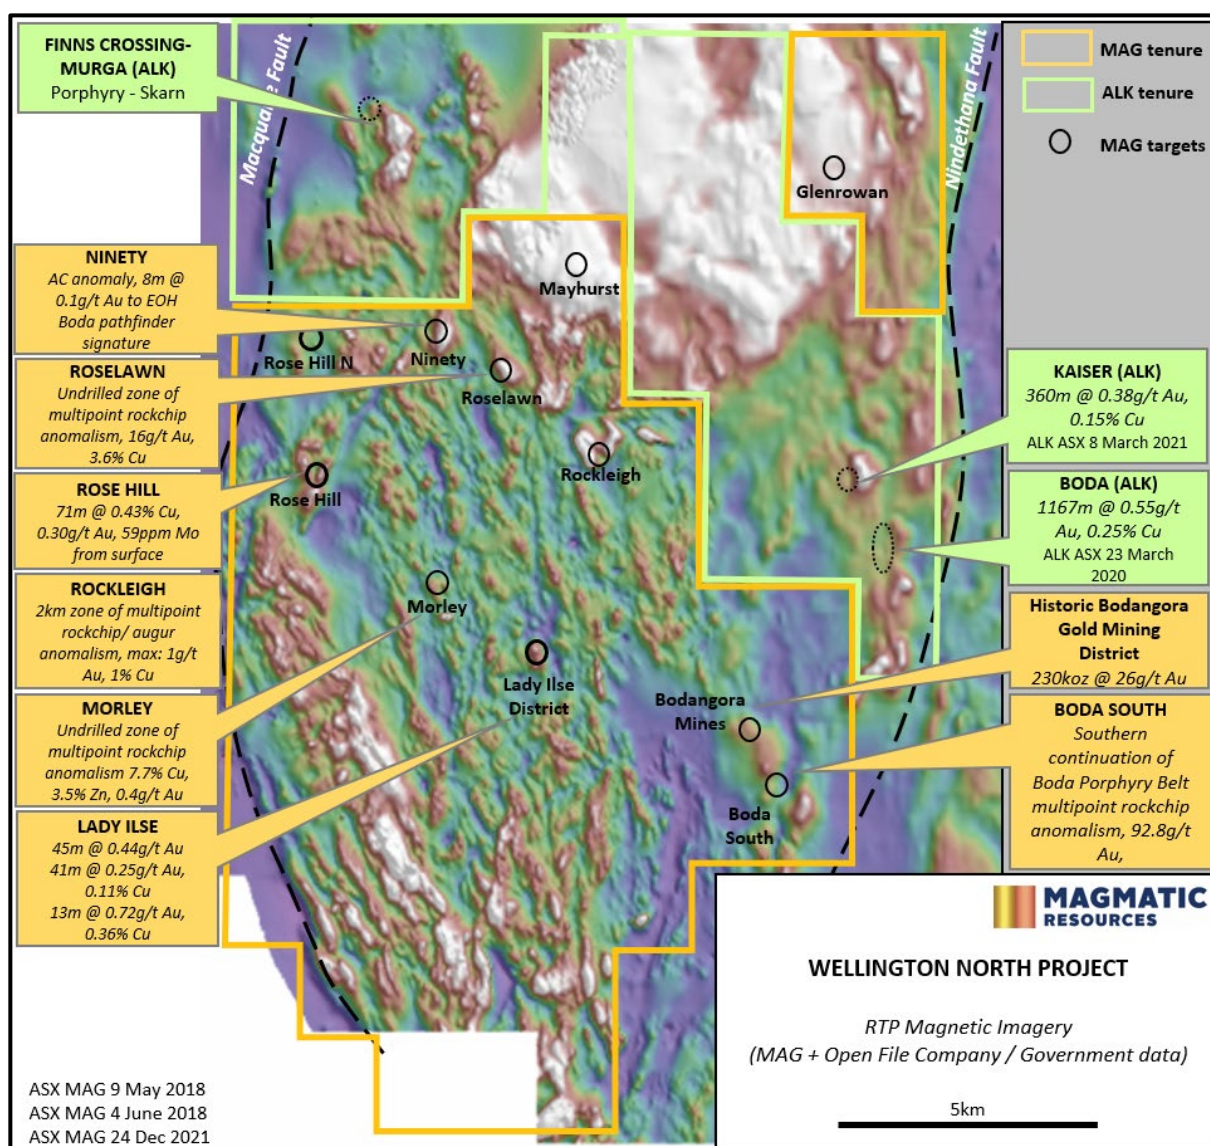 FINNS CROSSING-
MURGA (ALK)
Porphyry - Skarn
NINETY
AC anomaly, 8m @
0.1g/t Au to EOH
Boda pathfinder
signature
ROSELAWN
Undrilled zone of
multipoint rockchip
anomalism, 16g/t Au,
3.6% Cu
ROSE HILL
71m @ 0.43% Cu,
0.30g/t Au, 59ppm Mo
from surface
ROCKLEIGH
2km zone of multipoint
rockchip/ augur
anomalism, max: 1g/t
Au, 1% Cu
MORLEY
Undrilled zone of
multipoint rockchip
anomalism 7.7% Cu,
3.5% Zn, 0.4g/t Au
LADY ILSE
45m @ 0.44g/t Au
41m @ 0.25g/t Au,
0.11% Cu
13m @ 0.72g/t Au,
0.36% Cu
ASX MAG 9 May 2018
ASX MAG 4 June 2018
ASX MAG 24 Dec 2021
Macquarie Fault
Nindethana Fault
Glenrowan
Mayhurst
Rose Hill N
Ninety
Roselawn
Rockleigh
Rose Hill
Morley
Lady Ilse
District
Bodangora
Mines
Boda
South
MAG tenure
ALK tenure
MAG targets
KAISER (ALK)
360m @ 0.38g/t Au,
0.15% Cu
ALK ASX 8 March 2021
BODA (ALK)
1167m @ 0.55g/t
Au, 0.25% Cu
ALK ASX 23 March
2020
Historic Bodangora
Gold Mining
District
230koz @ 26g/t Au
BODA SOUTH
Southern
continuation of
Boda Porphyry Belt
multipoint rockchip
anomalism, 92.8g/t
Au,
MAGMATIC
RESOURCES
WELLINGTON NORTH PROJECT
RTP Magnetic Imagery
(MAG + Open File Company / Government data)
5km